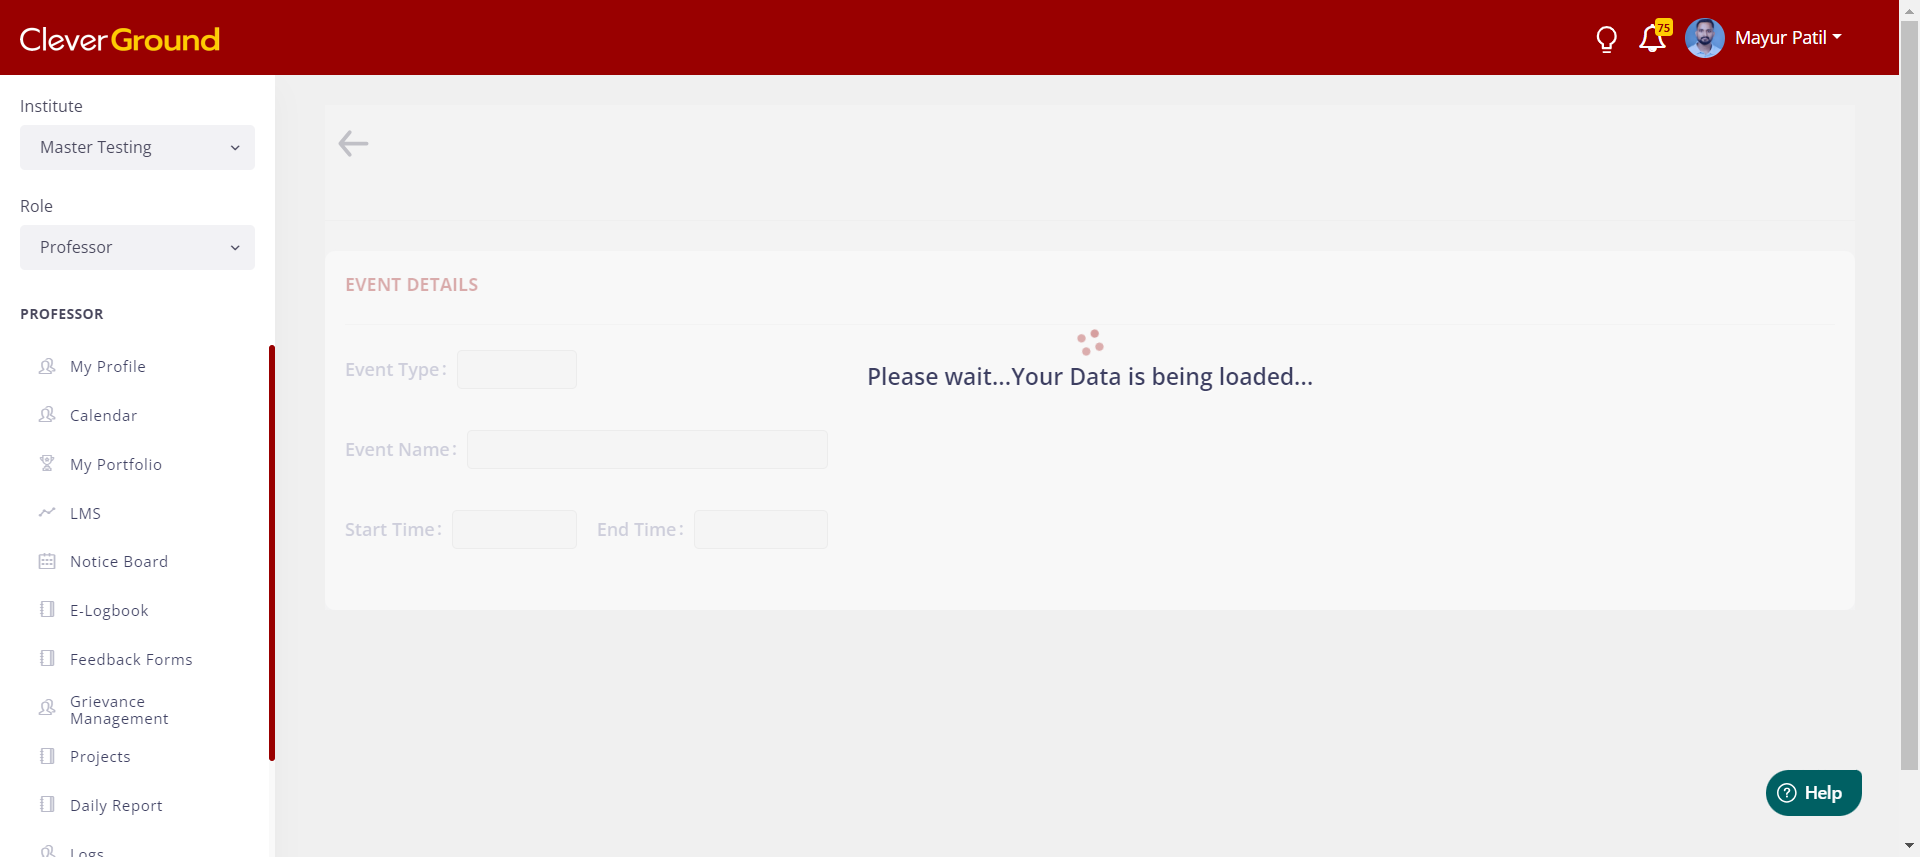 CleverGround
75
Mayur Patil
Institute
Master Testing
Role
Professor
PROFESSOR
My Profile
Calendar
My Portfolio
LMS
Notice Board
E-Logbook
Feedback Forms
Grievance
Management
Projects
Daily Report
Logs
EVENT DETAILS
Please wait...Your Data is being loaded...
Event Type:
Event Name:
Start Time: End Time:
Help